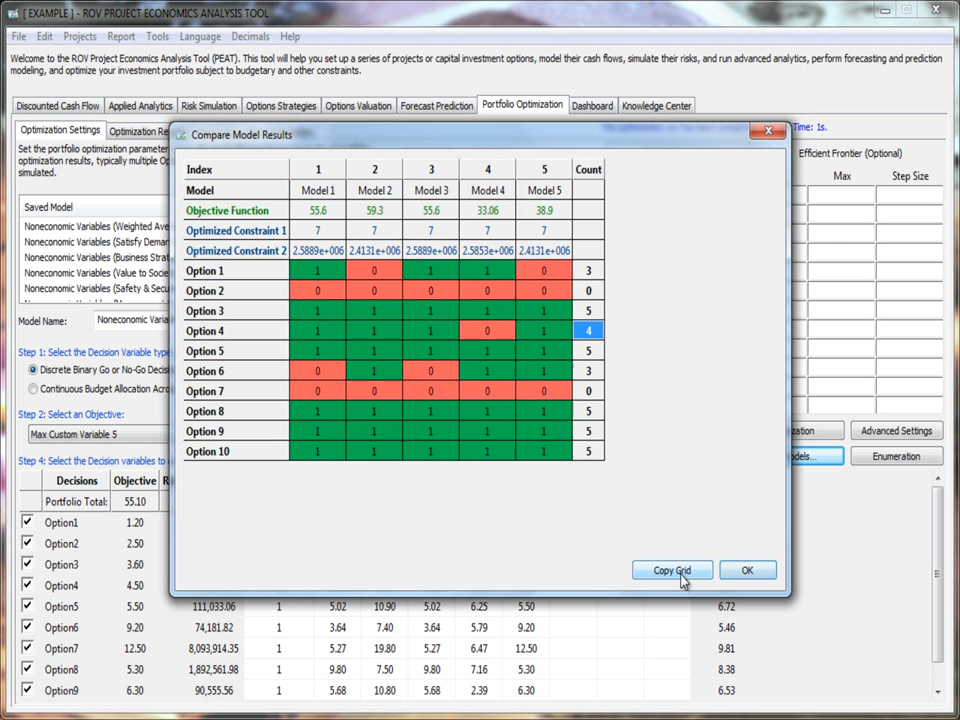 [ EXAMPLE ] - ROV PROJECT ECONOMICS ANALYSIS TOOL
File Edit Projects Report Tools Language Decimals Help
Welcome to the ROV Project Economics Analysis Tool (PEAT). This tool will help you set up a series of projects or capital investment options, model their cash flows, simulate their risks, and run advanced analytics, perform forecasting and prediction
modeling, and optimize your investment portfolio subject to budgetary and other constraints.
Discounted Cash Flow Applied Analytics Risk Simulation Options Strategies Options Valuation Forecast Prediction Portfolio Optimization Dashboard Knowledge Center
Optimization Settings Optimization Re
Time: 1s.
Set the portfolio optimization parameter
optimization results, typically multiple Op
simulated.
Efficient Frontier (Optional)
Max Step Size
Saved Model
Noneconomic Variables (Weighted Ave
Noneconomic Variables (Satisfy Deman
Noneconomic Variables (Business Strat
Noneconomic Variables (Value to Socie
Noneconomic Variables (Safety & Secu
Model Name: Noneconomic Varia
Step 1: Select the Decision Variable type
Discrete Binary Go or No-Go Decis
Continuous Budget Allocation Acro
Step 2: Select an Objective:
Max Custom Variable 5
Step 4: Select the Decision variables to
zation Advanced Settings
dels... Enumeration
Compare Model Results
Index 1 2 3 4 5 Count
Model Model 1 Model 2 Model 3 Model 4 Model 5
Objective Function 55.6 59.3 55.6 33.06 38.9
Optimized Constraint 1 7 7 7 7 7
Optimized Constraint 2 2.5889e+006 2.4131e+006 2.5889e+006 2.5853e+006 2.4131e+006
Option 1 1 0 1 1 0 3
Option 2 0 0 0 0 0 0
Option 3 1 1 1 1 1 5
Option 4 1 1 1 0 1 4
Option 5 1 1 1 1 1 5
Option 6 0 1 0 1 1 3
Option 7 0 0 0 0 0 0
Option 8 1 1 1 1 1 5
Option 9 1 1 1 1 1 5
Option 10 1 1 1 1 1 5
Copy Grid OK
Decisions Objective R
Portfolio Total: 55.10
Option1 1.20
Option2 2.50
Option3 3.60
Option4 4.50
Option5 5.50 111,033.06 1 5.02 10.90 5.02 6.25 5.50 6.72
Option6 9.20 74,181.82 1 3.64 7.40 3.64 5.79 9.20 5.46
Option7 12.50 8,093,914.35 1 5.27 19.80 5.27 6.47 12.50 9.81
Option8 5.30 1,892,561.98 1 9.80 7.50 9.80 7.16 5.30 8.38
Option9 6.30 90,555.56 1 5.68 10.80 5.68 2.39 6.30 6.53